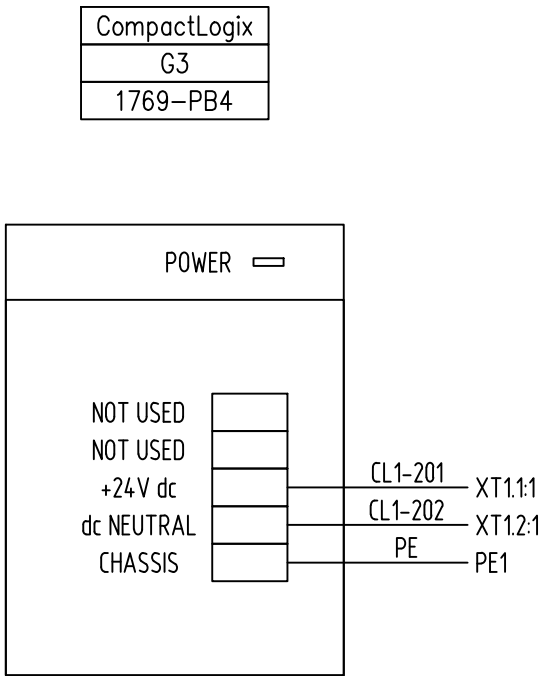 CompactLogix
G3
1769-PB4
POWER
NOT USED
NOT USED
+24V dc CL1-201 XT1.1:1
dc NEUTRAL CL1-202 XT1.2:1
CHASSIS PE PE1